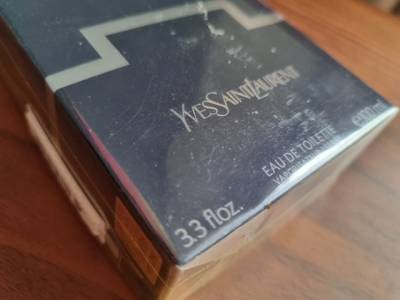 YVESSAINTLAURENT
EAU DE TOILETTE
3.3 fl oz.